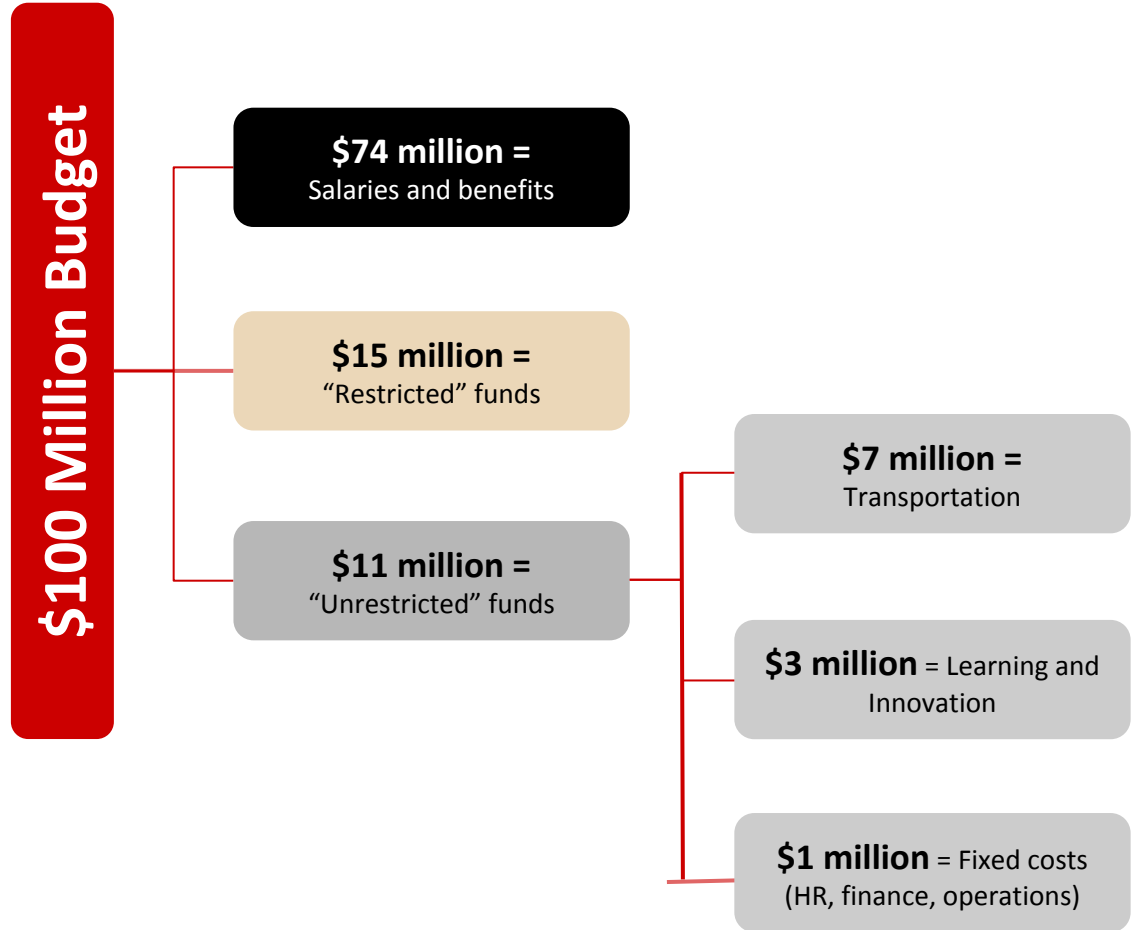 $100 Million Budget
$74 million =
Salaries and benefits
$15 million =
“Restricted” funds
$11 million =
“Unrestricted” funds
$7 million =
Transportation
$3 million = Learning and
Innovation
$1 million = Fixed costs
(HR, finance, operations)